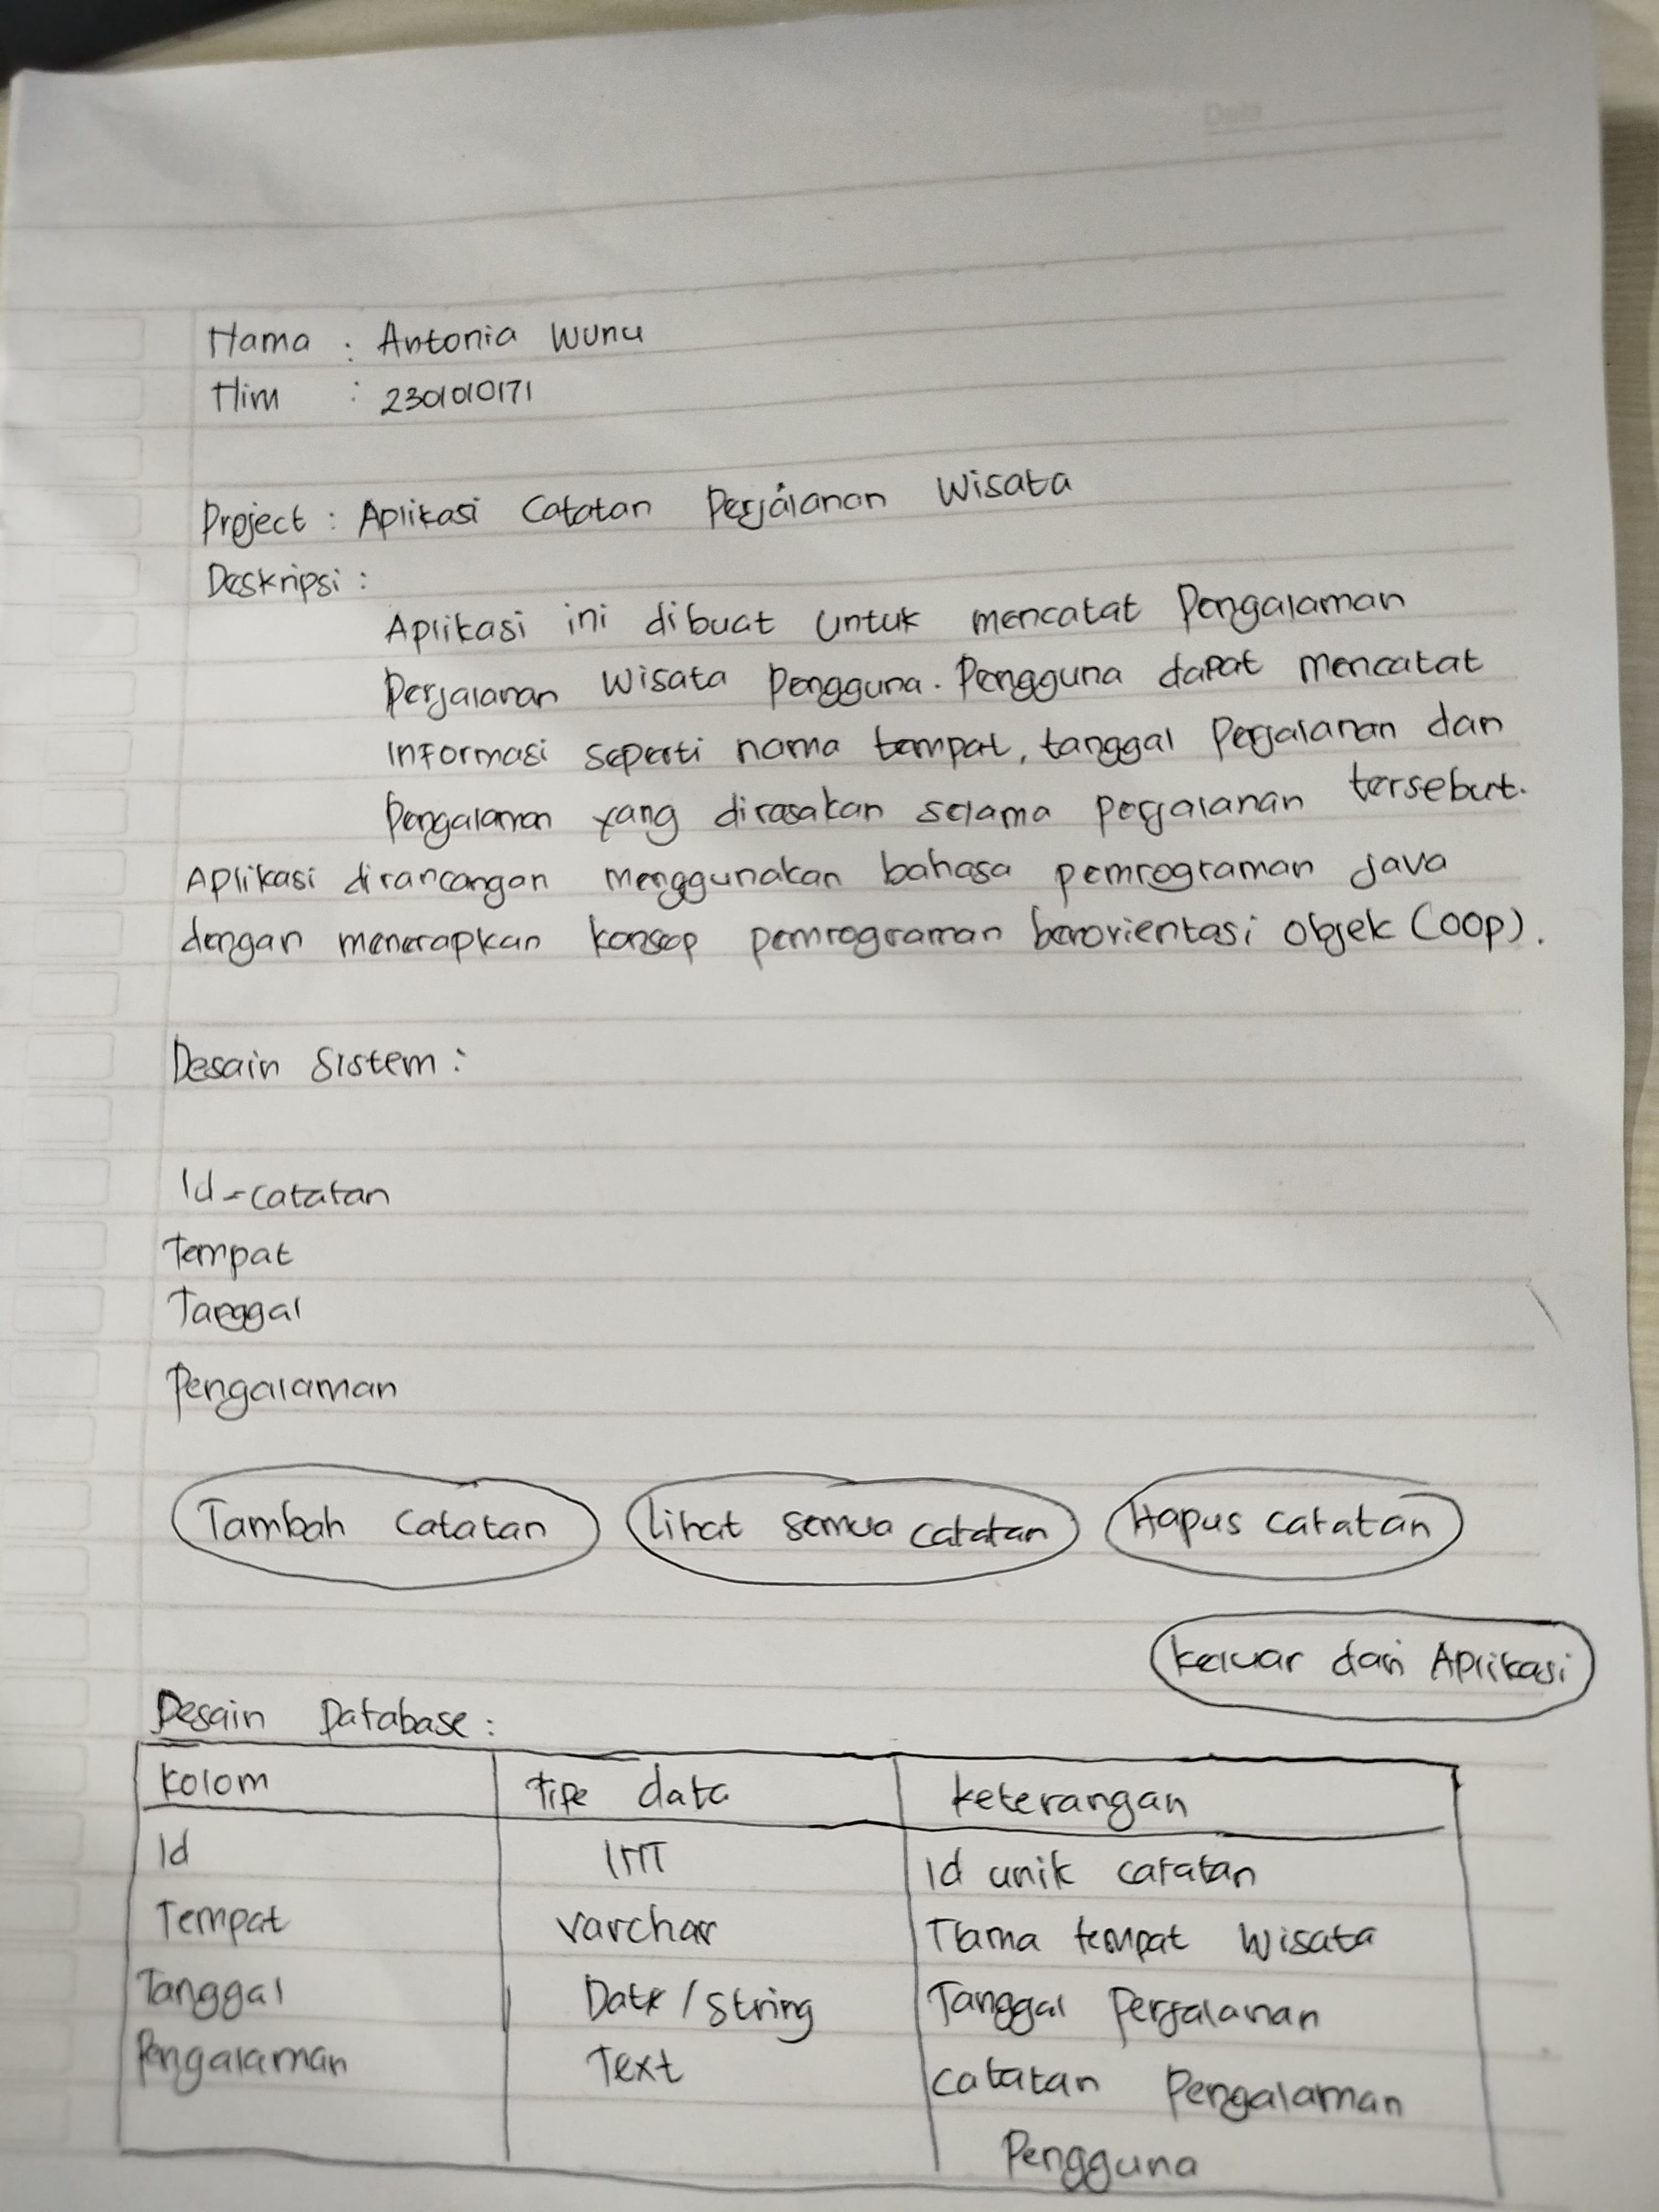 Date
Nama : Antonia Wunu
Nim : 2301010171
Project : Aplikasi Catatan Perjalanan Wisata
Deskripsi :
Aplikasi ini dibuat untuk mencatat Pengalaman
Perjalanan Wisata Pengguna. Pengguna dapat mencatat
Informasi seperti nama tempat, tanggal Perjalanan dan
Pengalaman yang dirasakan selama perjalanan tersebut.
Aplikasi dirancangan menggunakan bahasa pemrograman java
dengan menerapkan konsep pemrograman berorientasi objek (OOP).
Desain Sistem :
Id-catatan
Tempat
Tanggal
Pengalaman
Tambah Catatan lihat semua catatan Hapus catatan
keluar dari Aplikasi
Desain Database :
Kolom Tipe data keterangan
Id INT Id unik catatan
Tempat Varchar Nama tempat wisata
Tanggal Date / String Tanggal Perjalanan
Pengalaman Text Catatan Pengalaman
Pengguna